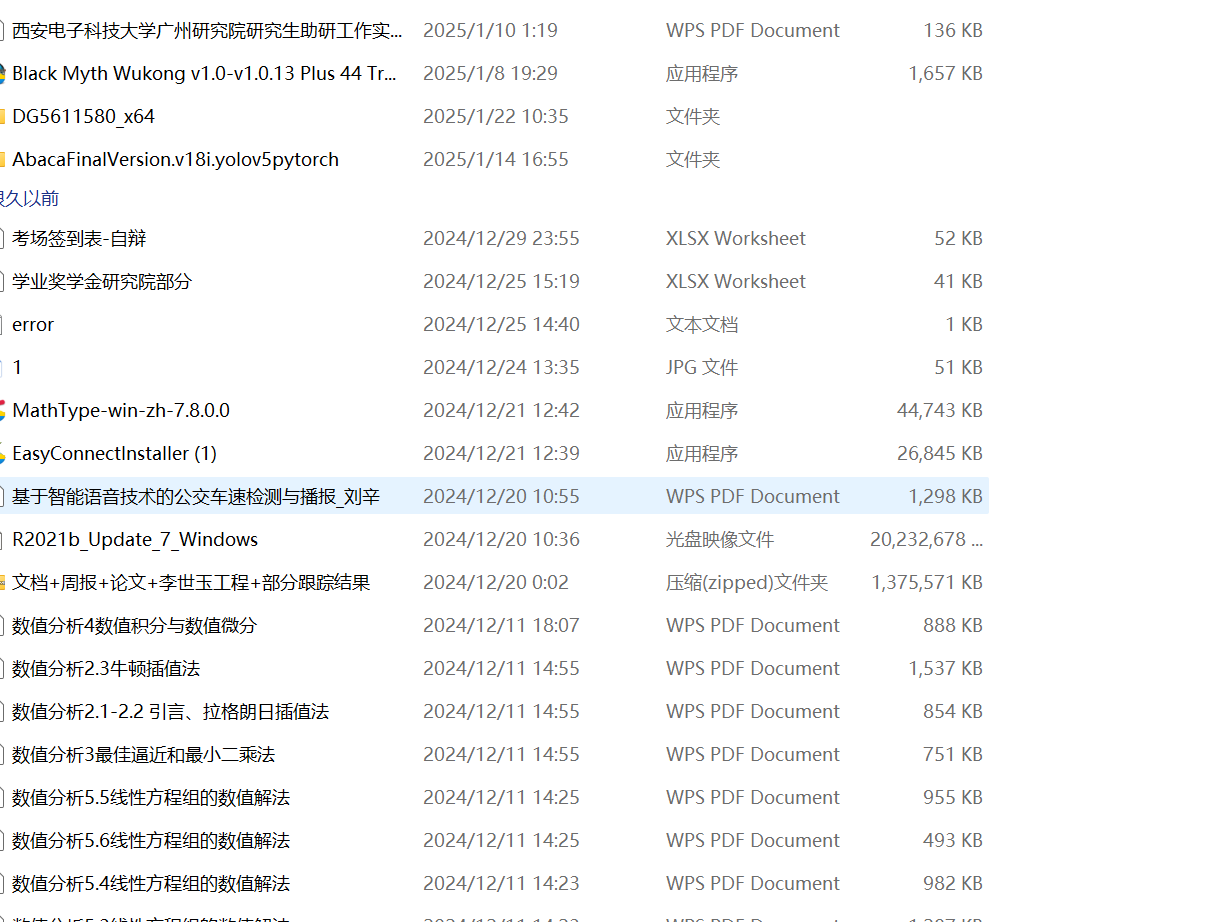 西安电子科技大学广州研究院研究生助研工作实... 2025/1/10 1:19 WPS PDF Document 136 KB
Black Myth Wukong v1.0-v1.0.13 Plus 44 Tr... 2025/1/8 19:29 应用程序 1,657 KB
DG5611580_x64 2025/1/22 10:35 文件夹
AbacaFinalVersion.v18i.yolov5pytorch 2025/1/14 16:55 文件夹
很久以前
考场签到表-自辩 2024/12/29 23:55 XLSX Worksheet 52 KB
学业奖学金研究院部分 2024/12/25 15:19 XLSX Worksheet 41 KB
error 2024/12/25 14:40 文本文档 1 KB
1 2024/12/24 13:35 JPG 文件 51 KB
MathType-win-zh-7.8.0.0 2024/12/21 12:42 应用程序 44,743 KB
EasyConnectInstaller (1) 2024/12/21 12:39 应用程序 26,845 KB
基于智能语音技术的公交车速检测与播报_刘辛 2024/12/20 10:55 WPS PDF Document 1,298 KB
R2021b_Update_7_Windows 2024/12/20 10:36 光盘映像文件 20,232,678 ...
文档+周报+论文+李世玉工程+部分跟踪结果 2024/12/20 0:02 压缩(zipped)文件夹 1,375,571 KB
数值分析4数值积分与数值微分 2024/12/11 18:07 WPS PDF Document 888 KB
数值分析2.3牛顿插值法 2024/12/11 14:55 WPS PDF Document 1,537 KB
数值分析2.1-2.2 引言、拉格朗日插值法 2024/12/11 14:55 WPS PDF Document 854 KB
数值分析3最佳逼近和最小二乘法 2024/12/11 14:55 WPS PDF Document 751 KB
数值分析5.5线性方程组的数值解法 2024/12/11 14:25 WPS PDF Document 955 KB
数值分析5.6线性方程组的数值解法 2024/12/11 14:25 WPS PDF Document 493 KB
数值分析5.4线性方程组的数值解法 2024/12/11 14:23 WPS PDF Document 982 KB